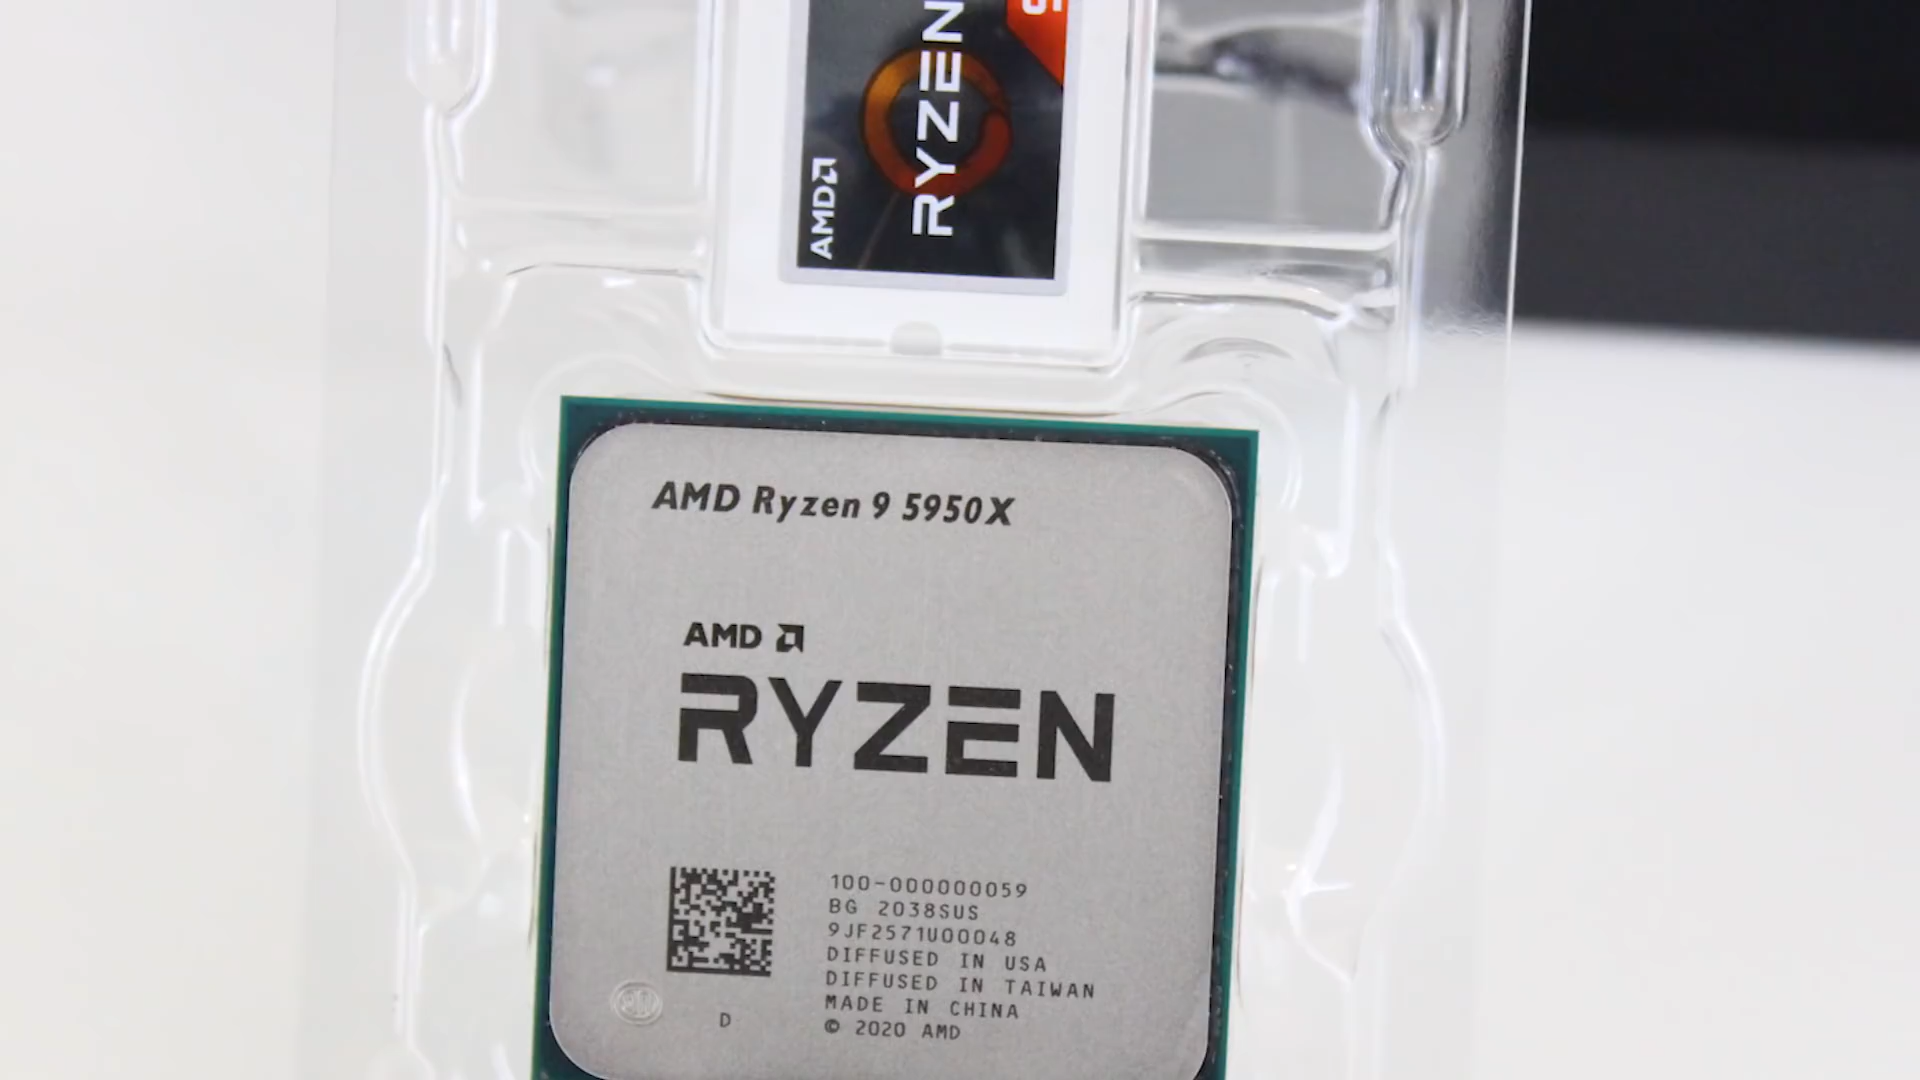 AMD
RYZEN
9
AMD Ryzen 9 5950X
AMD
RYZEN
100-000000059
BG 2038SUS
9JF2571U00048
DIFFUSED IN USA
DIFFUSED IN TAIWAN
MADE IN CHINA
© 2020 AMD
D